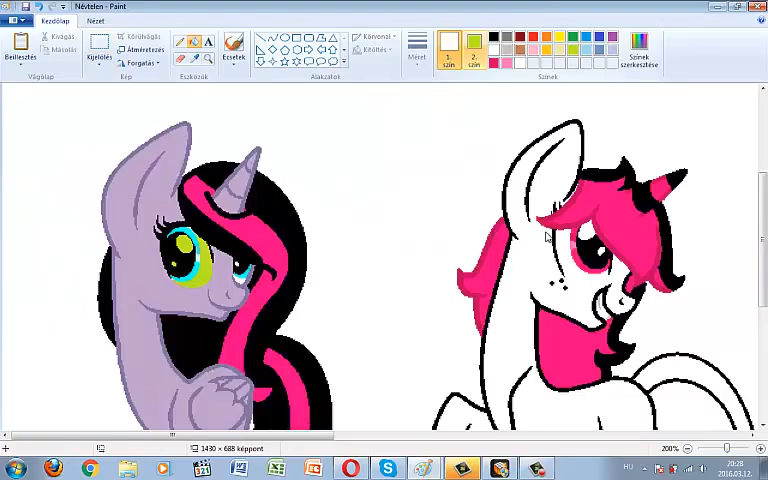 Névtelen - Paint
Kezdőlap Nézet
Beillesztés
Kivágás
Másolás
Vágólap
Kijelölés
Körülvágás
Átméretezés
Forgatás
Kép
A
Eszközök
Ecsetek
Körvonal
Kitöltés
Alakzatok
Méret
1. szín
2. szín
Színek
Színek szerkesztése
1430 × 688 képpont
200%
321
HU
20:28
2016.03.12.